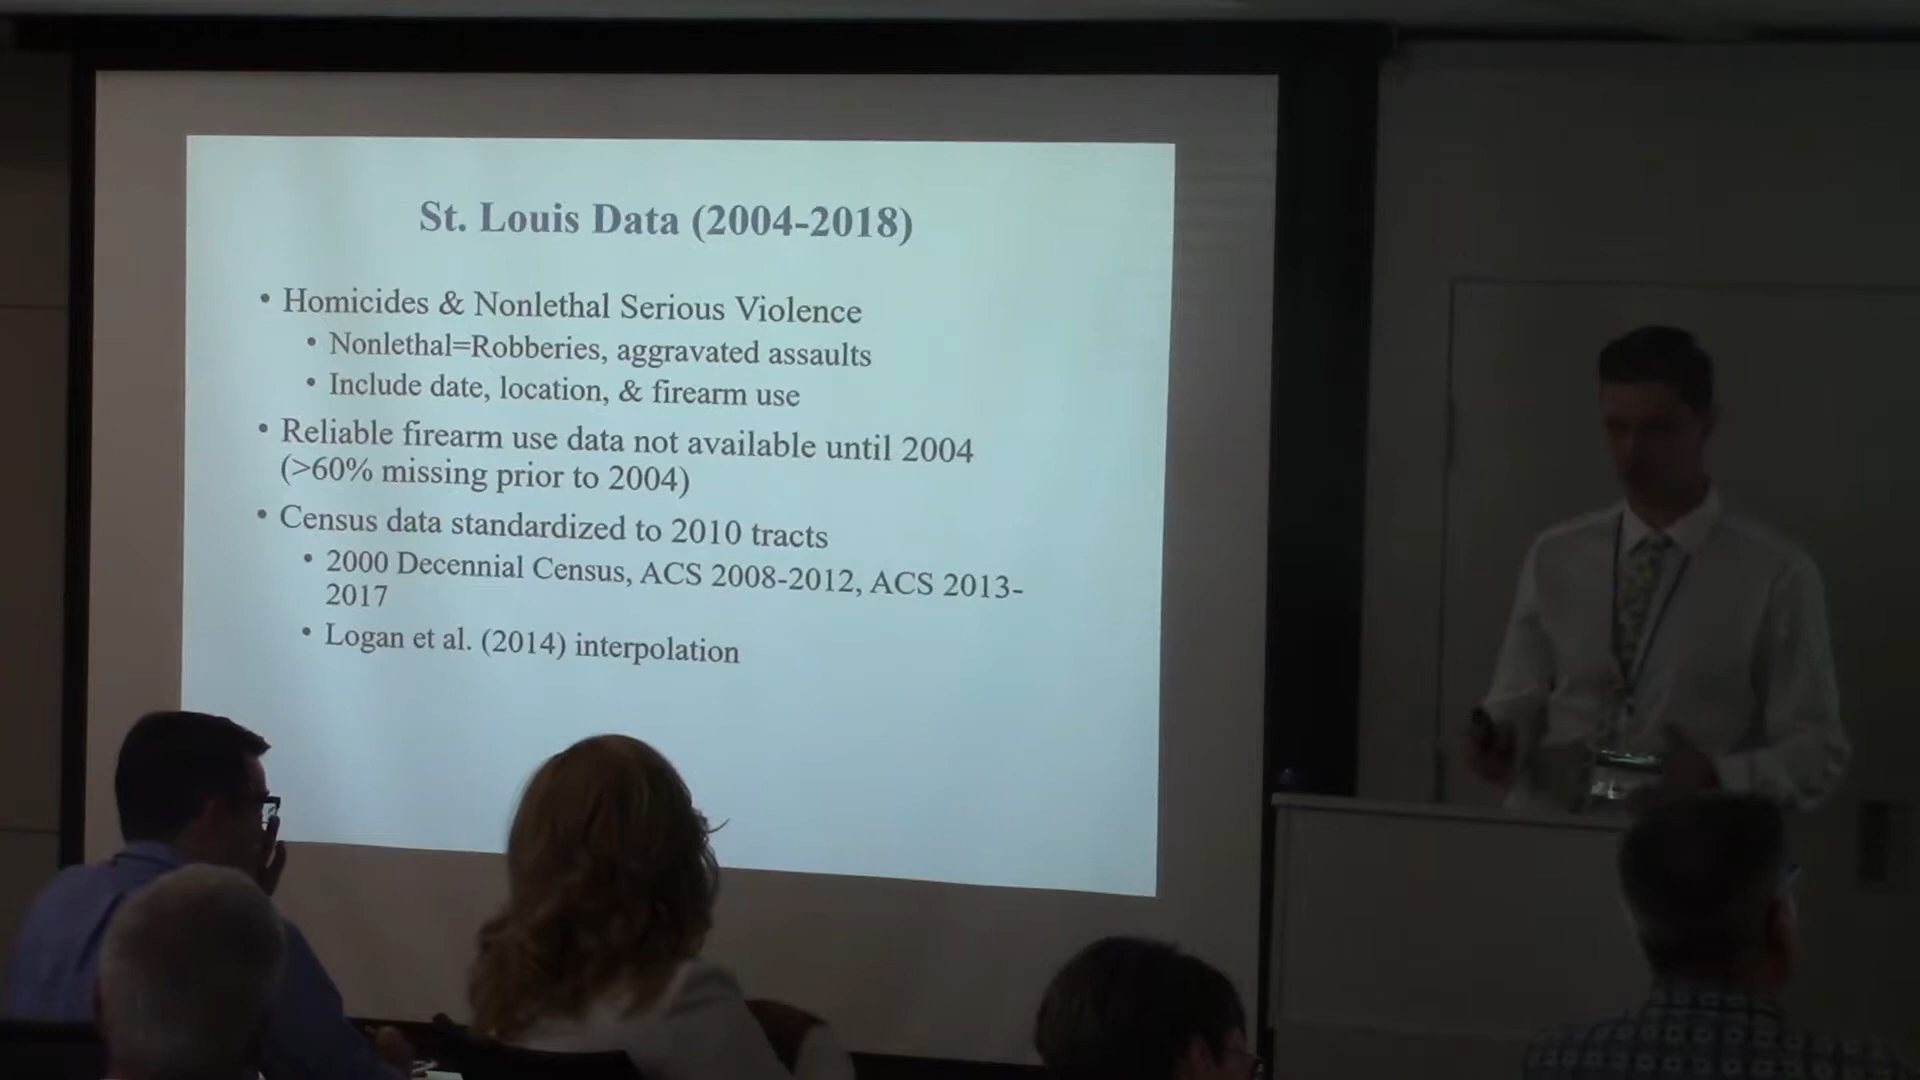 St. Louis Data (2004-2018)
• Homicides & Nonlethal Serious Violence
• Nonlethal=Robberies, aggravated assaults
• Include date, location, & firearm use
• Reliable firearm use data not available until 2004
(>60% missing prior to 2004)
• Census data standardized to 2010 tracts
• 2000 Decennial Census, ACS 2008-2012, ACS 2013-
2017
• Logan et al. (2014) interpolation